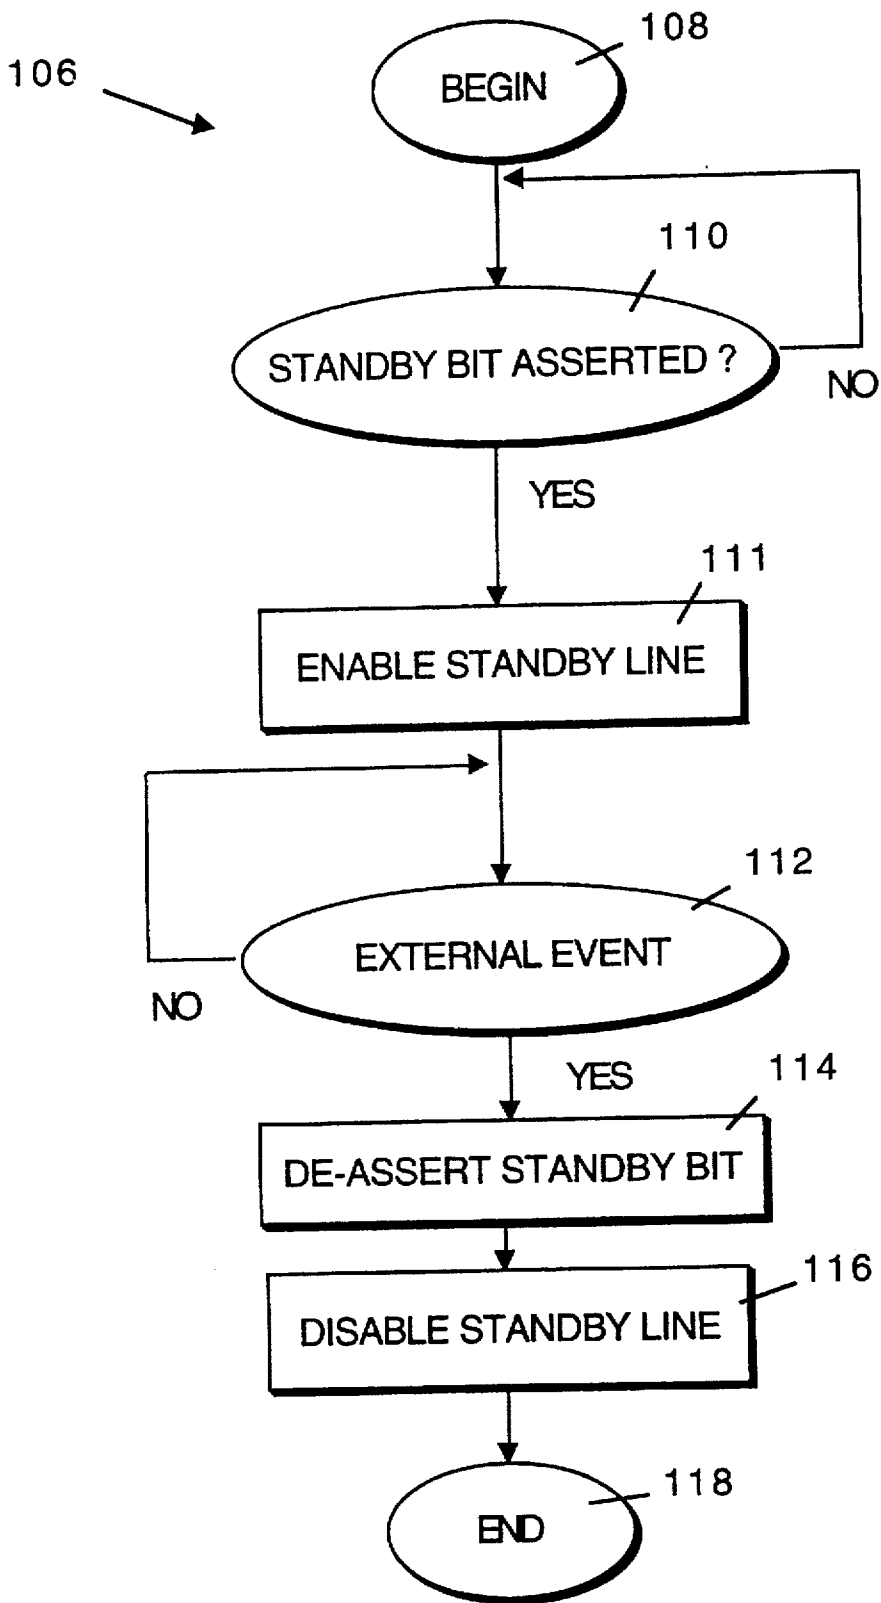 108
106
BEGIN
110
STANDBY BIT ASSERTED ?
NO
YES
111
ENABLE STANDBY LINE
112
EXTERNAL EVENT
NO
YES
114
DE-ASSERT STANDBY BIT
116
DISABLE STANDBY LINE
118
END